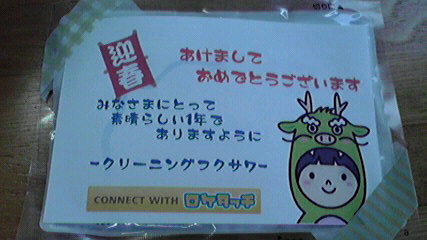 迎春
あけまして
おめでとうございます
みなさまにとって
素晴らしい1年で
ありますように
ークリーニングフクサワー
CONNECT WITH ロケタッチ